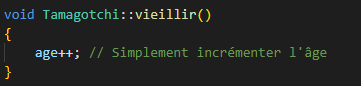 void Tamagotchi::vieillir()
{
    age++; // Simplement incrémenter l'âge
}